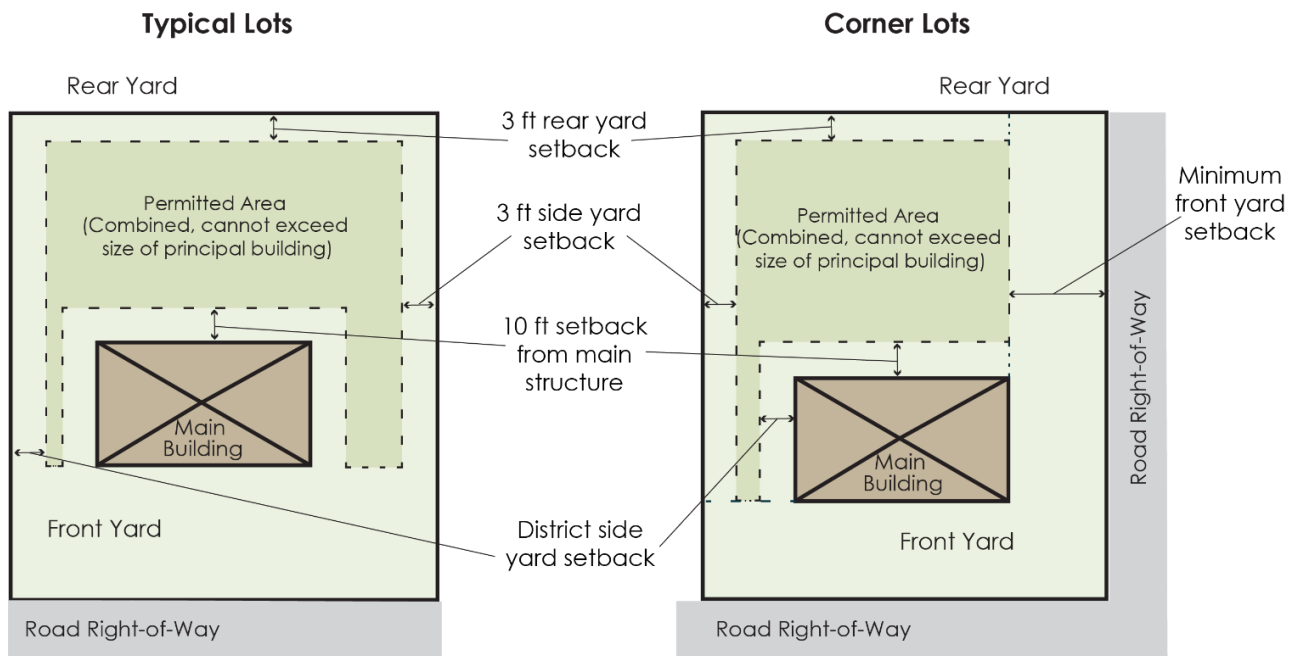 Typical Lots
Corner Lots
Rear Yard
Rear Yard
3 ft rear yard
setback
Permitted Area
(Combined, cannot exceed
size of principal building)
3 ft side yard
setback
Permitted Area
(Combined, cannot exceed
size of principal building)
Minimum
front yard
setback
10 ft setback
from main
structure
Main
Building
Main
Building
Road Right-of-Way
Front Yard
District side
yard setback
Front Yard
Road Right-of-Way
Road Right-of-Way